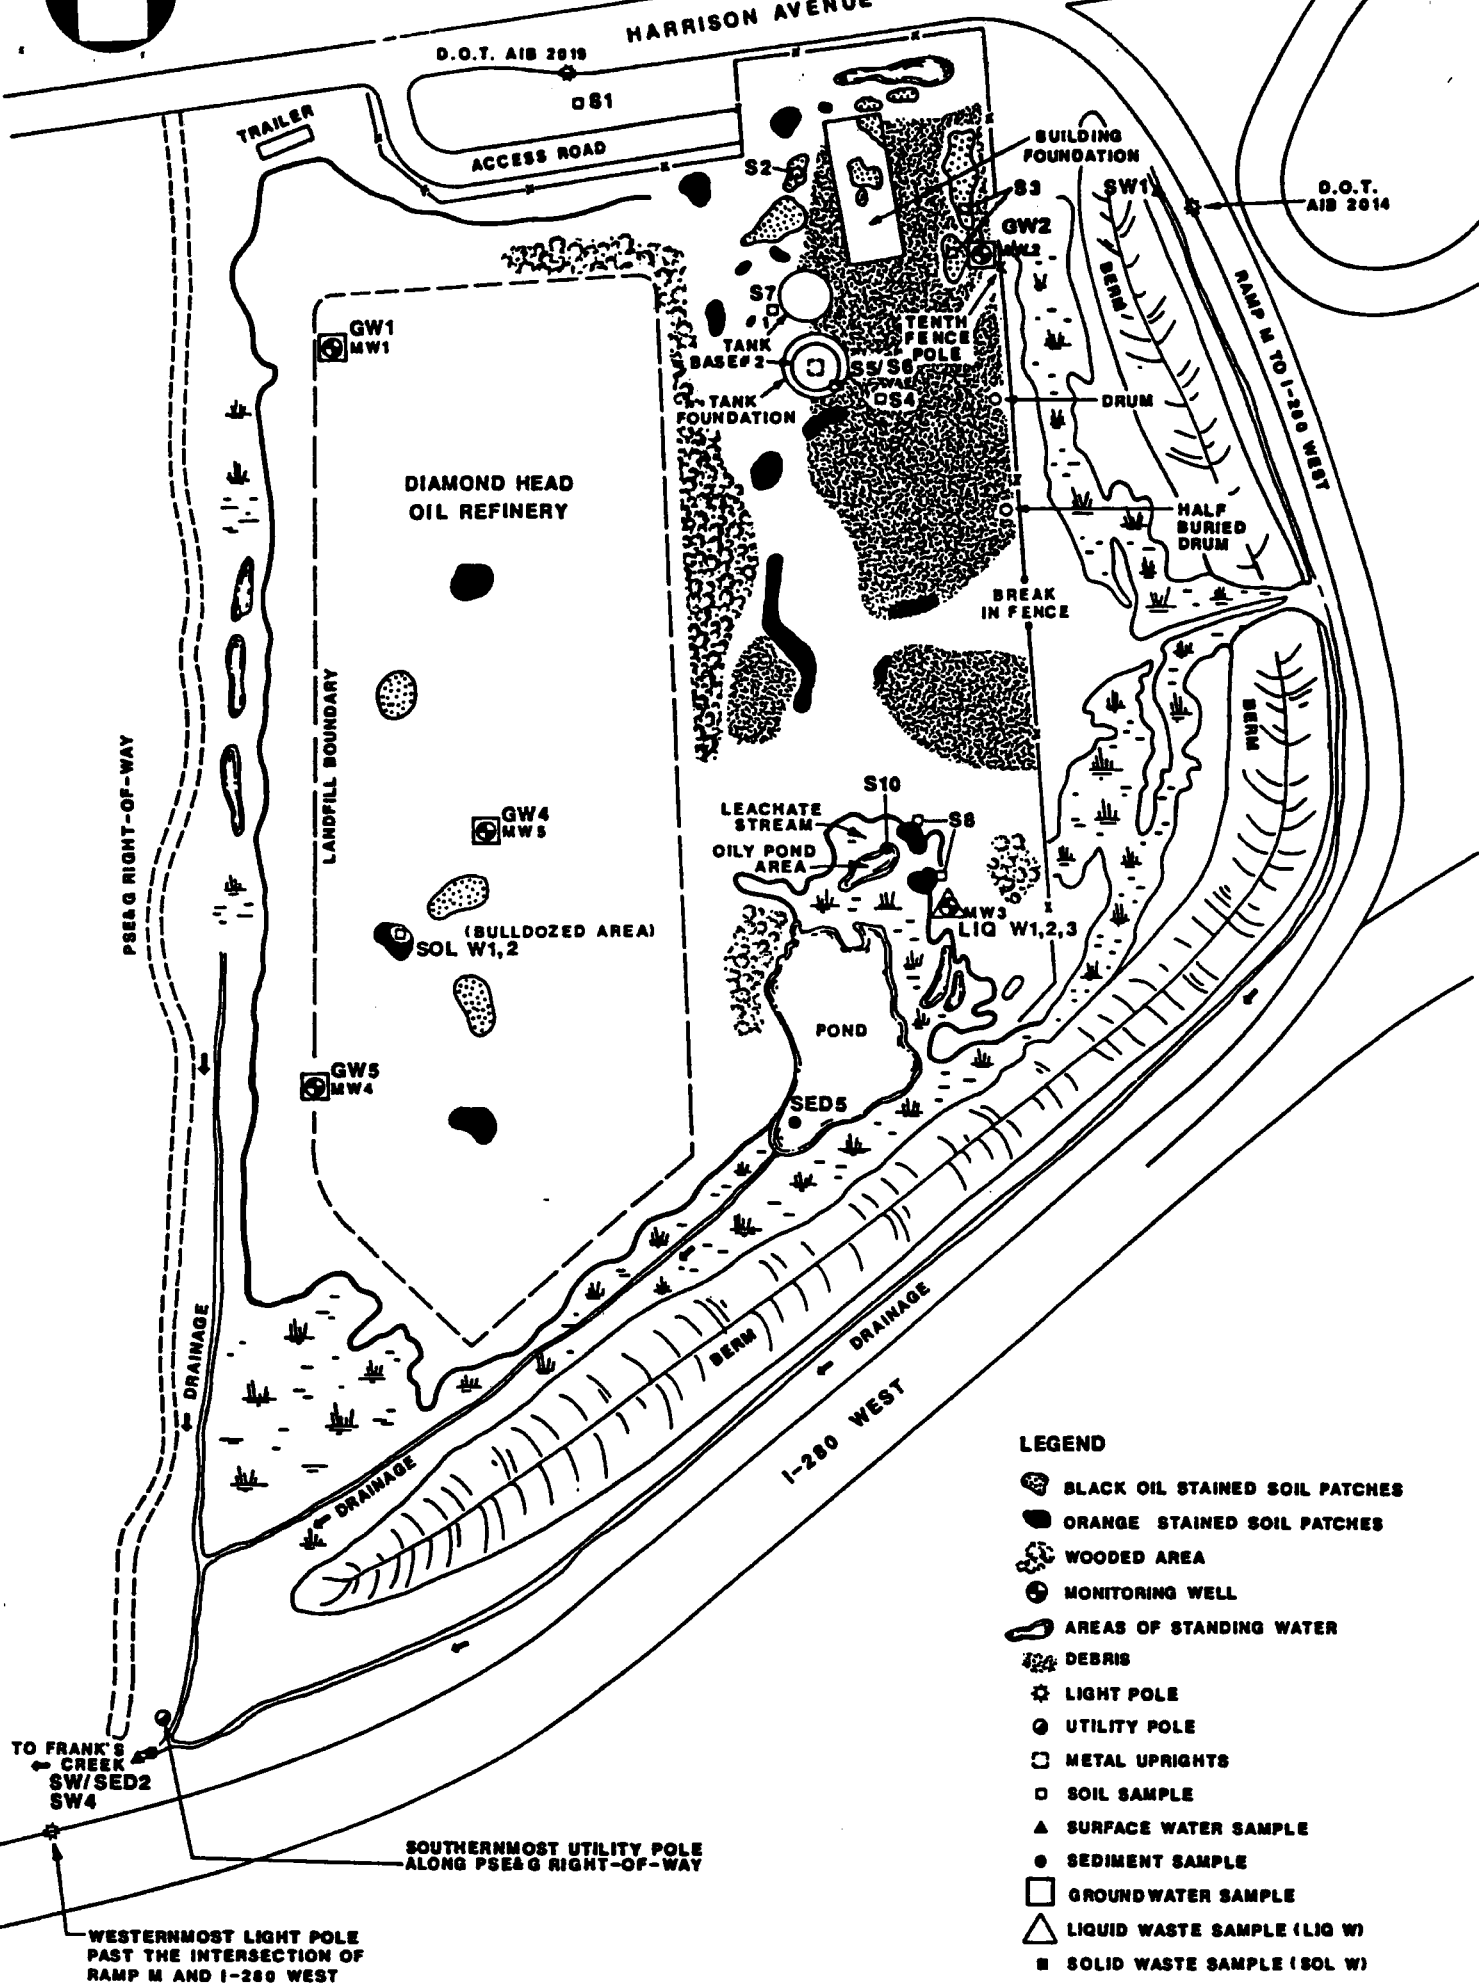 HARRISON AVENUE
D.O.T. AIB 2019
S1
TRAILER
ACCESS ROAD
S2
BUILDING
FOUNDATION
S3
SW1
D.O.T.
AIB 2014
GW2
BERM
RAMP M TO I-280 WEST
S7
#1
TANK
BASE#2
TENTH
FENCE
POLE
GW1
MW1
S5/S6
S4
TANK
FOUNDATION
DRUM
DIAMOND HEAD
OIL REFINERY
HALF
BURIED
DRUM
BREAK
IN FENCE
LANDFILL BOUNDARY
PSE&G RIGHT-OF-WAY
BERM
S10
LEACHATE
STREAM
S8
OILY POND
AREA
GW4
MW5
MW3
LIQ W1,2,3
(BULLDOZED AREA)
SOL W1,2
POND
GW5
MW4
SED5
DRAINAGE
BERM
DRAINAGE
I-280 WEST
DRAINAGE
LEGEND
BLACK OIL STAINED SOIL PATCHES
ORANGE STAINED SOIL PATCHES
WOODED AREA
MONITORING WELL
AREAS OF STANDING WATER
DEBRIS
LIGHT POLE
UTILITY POLE
METAL UPRIGHTS
SOIL SAMPLE
SURFACE WATER SAMPLE
SEDIMENT SAMPLE
GROUNDWATER SAMPLE
LIQUID WASTE SAMPLE (LIQ W)
SOLID WASTE SAMPLE (SOL W)
TO FRANK'S
CREEK
SW/SED2
SW4
SOUTHERNMOST UTILITY POLE
ALONG PSE&G RIGHT-OF-WAY
WESTERNMOST LIGHT POLE
PAST THE INTERSECTION OF
RAMP M AND I-280 WEST